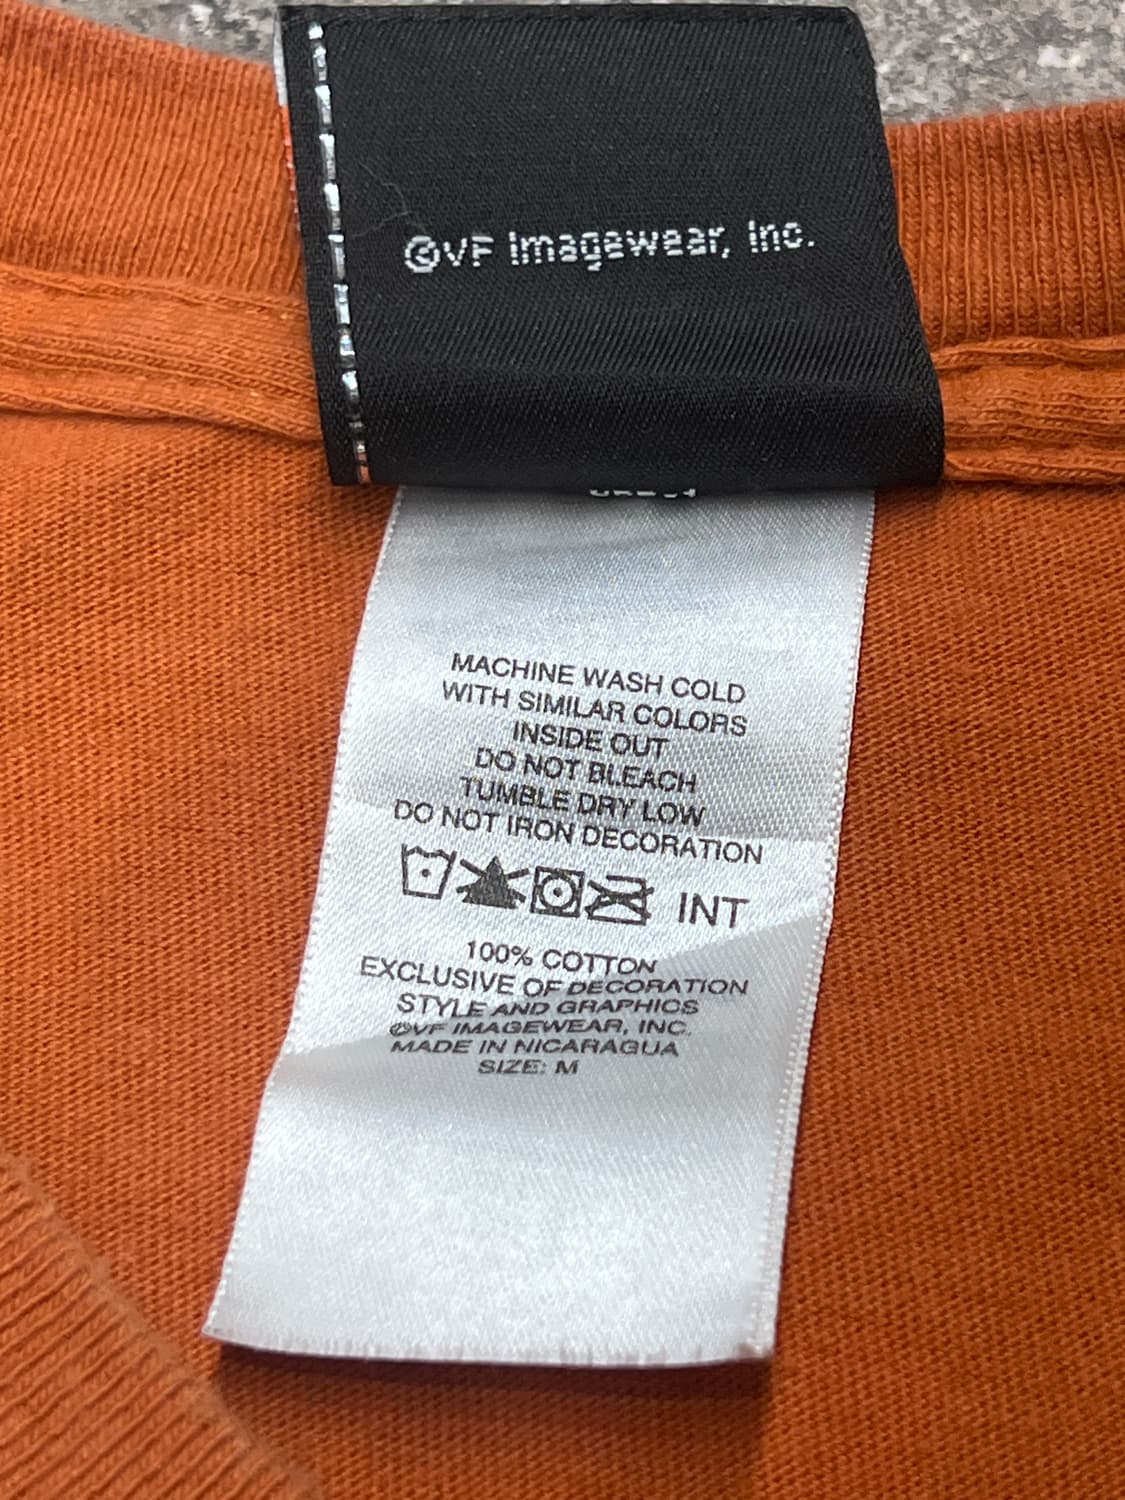 ©VF Imagewear, Inc.
MACHINE WASH COLD
WITH SIMILAR COLORS
INSIDE OUT
DO NOT BLEACH
TUMBLE DRY LOW
DO NOT IRON DECORATION
INT
100% COTTON
EXCLUSIVE OF DECORATION
STYLE AND GRAPHICS
©VF IMAGEWEAR, INC.
MADE IN NICARAGUA
SIZE: M